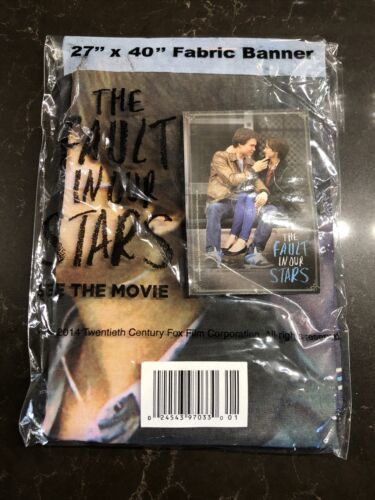 27” x 40” Fabric Banner
THE
FAULT
IN OUR
STARS
SEE THE MOVIE
THE
FAULT
IN OUR
STARS
2014 Twentieth Century Fox Film Corporation. All rights reserved.
0 24543 97033 0 01